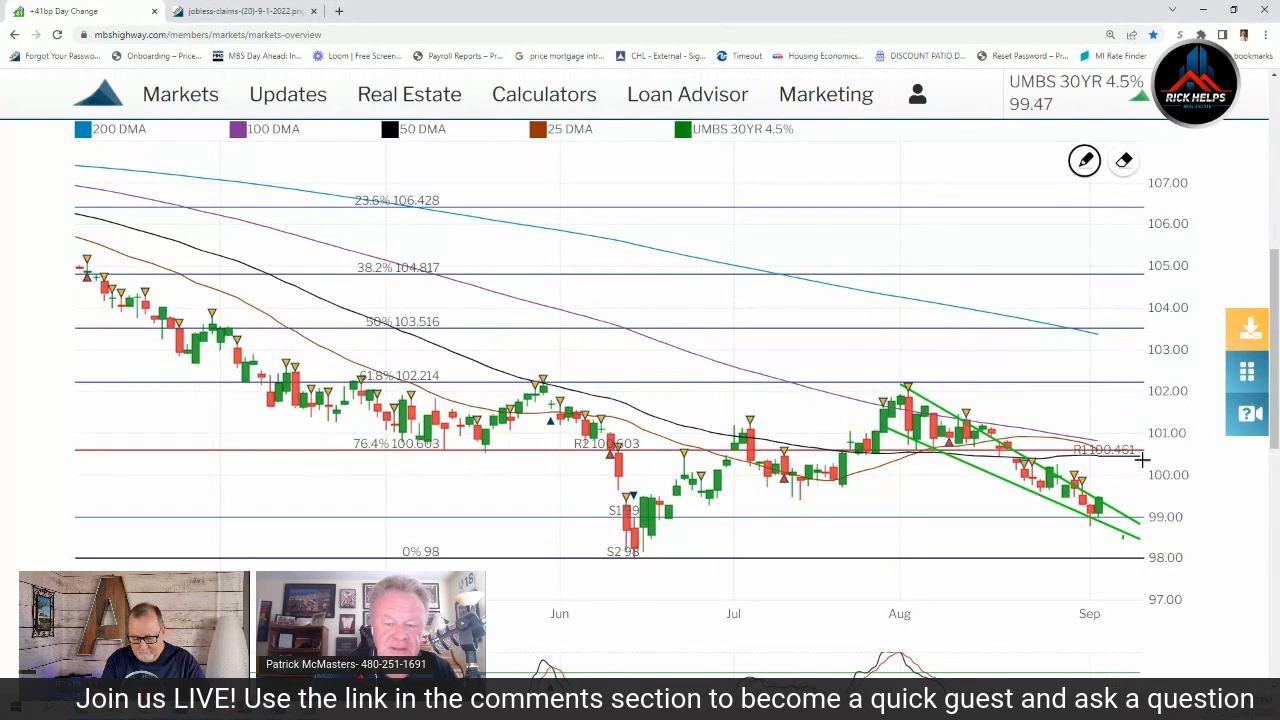 +41bp Day Change
jobless-claims-(20)-9-1-2022.png
mbshighway.com/members/markets/markets-overview
Forgot Your Passwo...
Onboarding – Price...
MBS Day Ahead: In...
Loom | Free Screen...
Payroll Reports – P...
price mortgage intr...
CHL - External - Sig...
Timeout
Housing Economics...
DISCOUNT PATIO D...
Reset Password – Pr...
MI Rate Finder
bookmarks
Markets
Updates
Real Estate
Calculators
Loan Advisor
Marketing
UMBS 30YR 4.5%
99.47
RICK HELPS
REAL ESTATE
200 DMA
100 DMA
50 DMA
25 DMA
UMBS 30YR 4.5%
107.00
23.6% 106.428
106.00
38.2% 104.817
105.00
104.00
50% 103.516
103.00
61.8% 102.214
102.00
101.00
76.4% 100.603
R2 100.603
R1 100.461
100.00
S1 99
99.00
0% 98
S2 98
98.00
97.00
Jun
Jul
Aug
Sep
Patrick McMasters- 480-251-1691
Join us LIVE! Use the link in the comments section to become a quick guest and ask a question